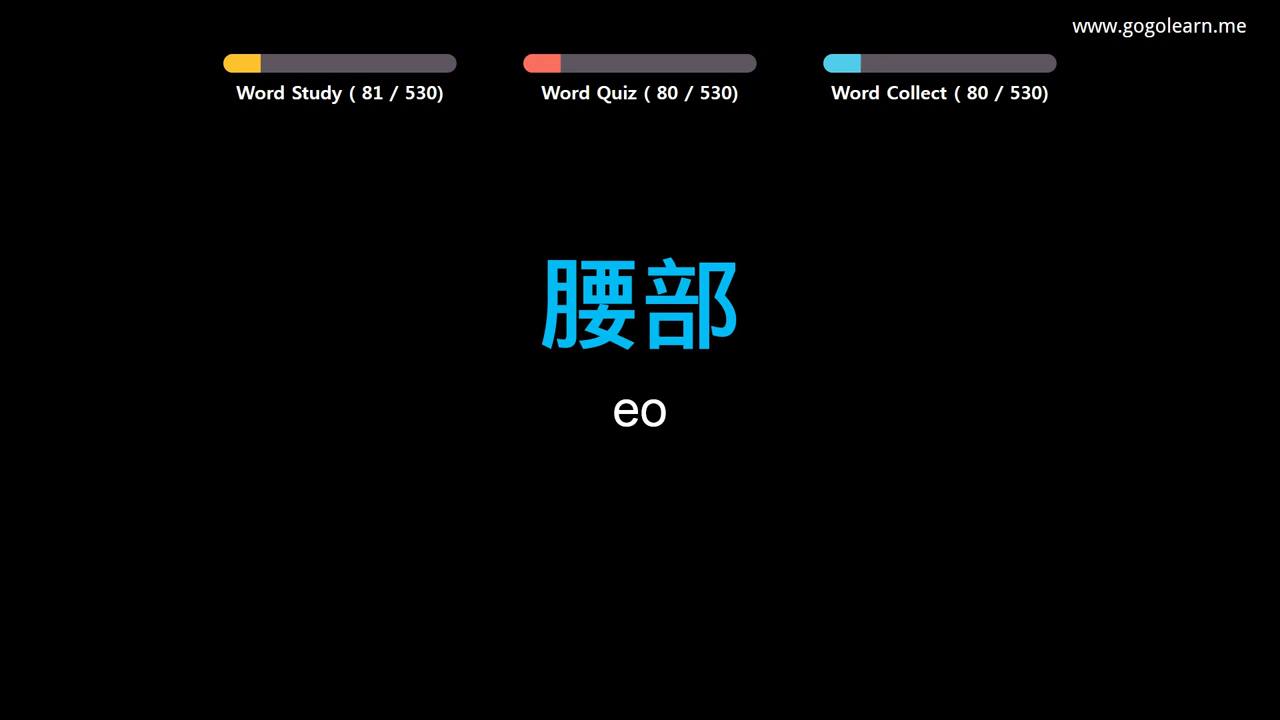 www.gogolearn.me
Word Study ( 81 / 530)
Word Quiz ( 80 / 530)
Word Collect ( 80 / 530)
腰部
eo